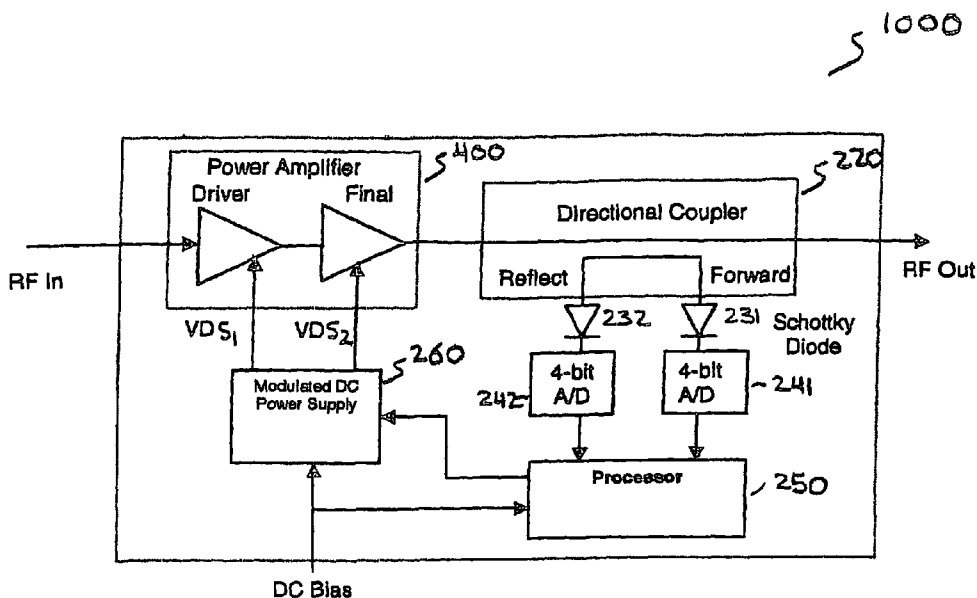 1000
Power Amplifier
400
Driver
Final
220
Directional Coupler
RF In
Reflect
Forward
RF Out
VDS1
VDS2
232
231
Schottky
Diode
260
Modulated DC
Power Supply
4-bit
A/D
242
4-bit
A/D
241
Processor
250
DC Bias